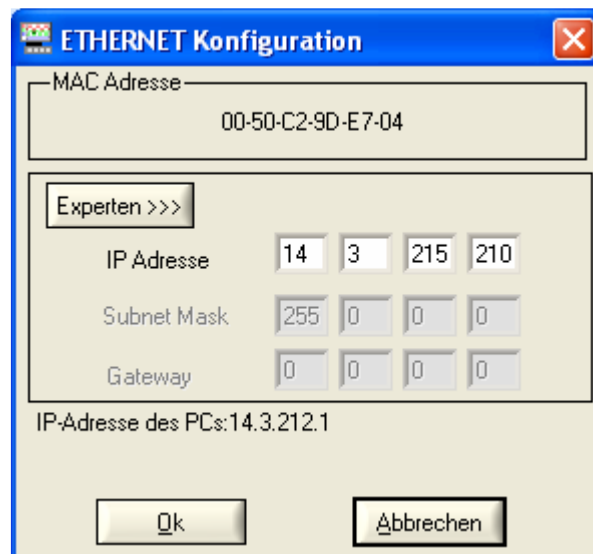 ETHERNET Konfiguration
MAC Adresse
00-50-C2-9D-E7-04
Experten >>>
IP Adresse 14 3 215 210
Subnet Mask 255 0 0 0
Gateway 0 0 0 0
IP-Adresse des PCs:14.3.212.1
Ok Abbrechen